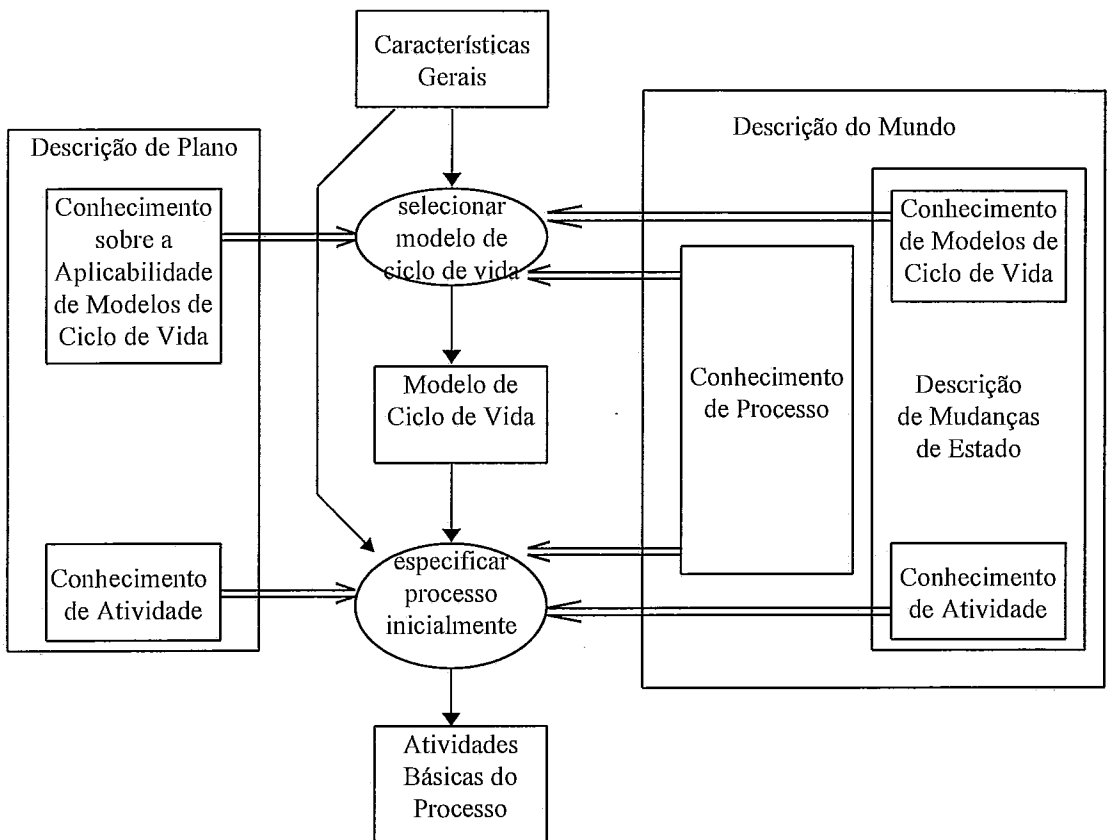 Características
Gerais
Descrição de Plano
Descrição do Mundo
Conhecimento
sobre a
Aplicabilidade
de Modelos de
Ciclo de Vida
selecionar
modelo de
ciclo de vida
Conhecimento
de Modelos de
Ciclo de Vida
Modelo de
Ciclo de Vida
Conhecimento
de Processo
Descrição
de Mudanças
de Estado
Conhecimento
de Atividade
especificar
processo
inicialmente
Conhecimento
de Atividade
Atividades
Básicas do
Processo